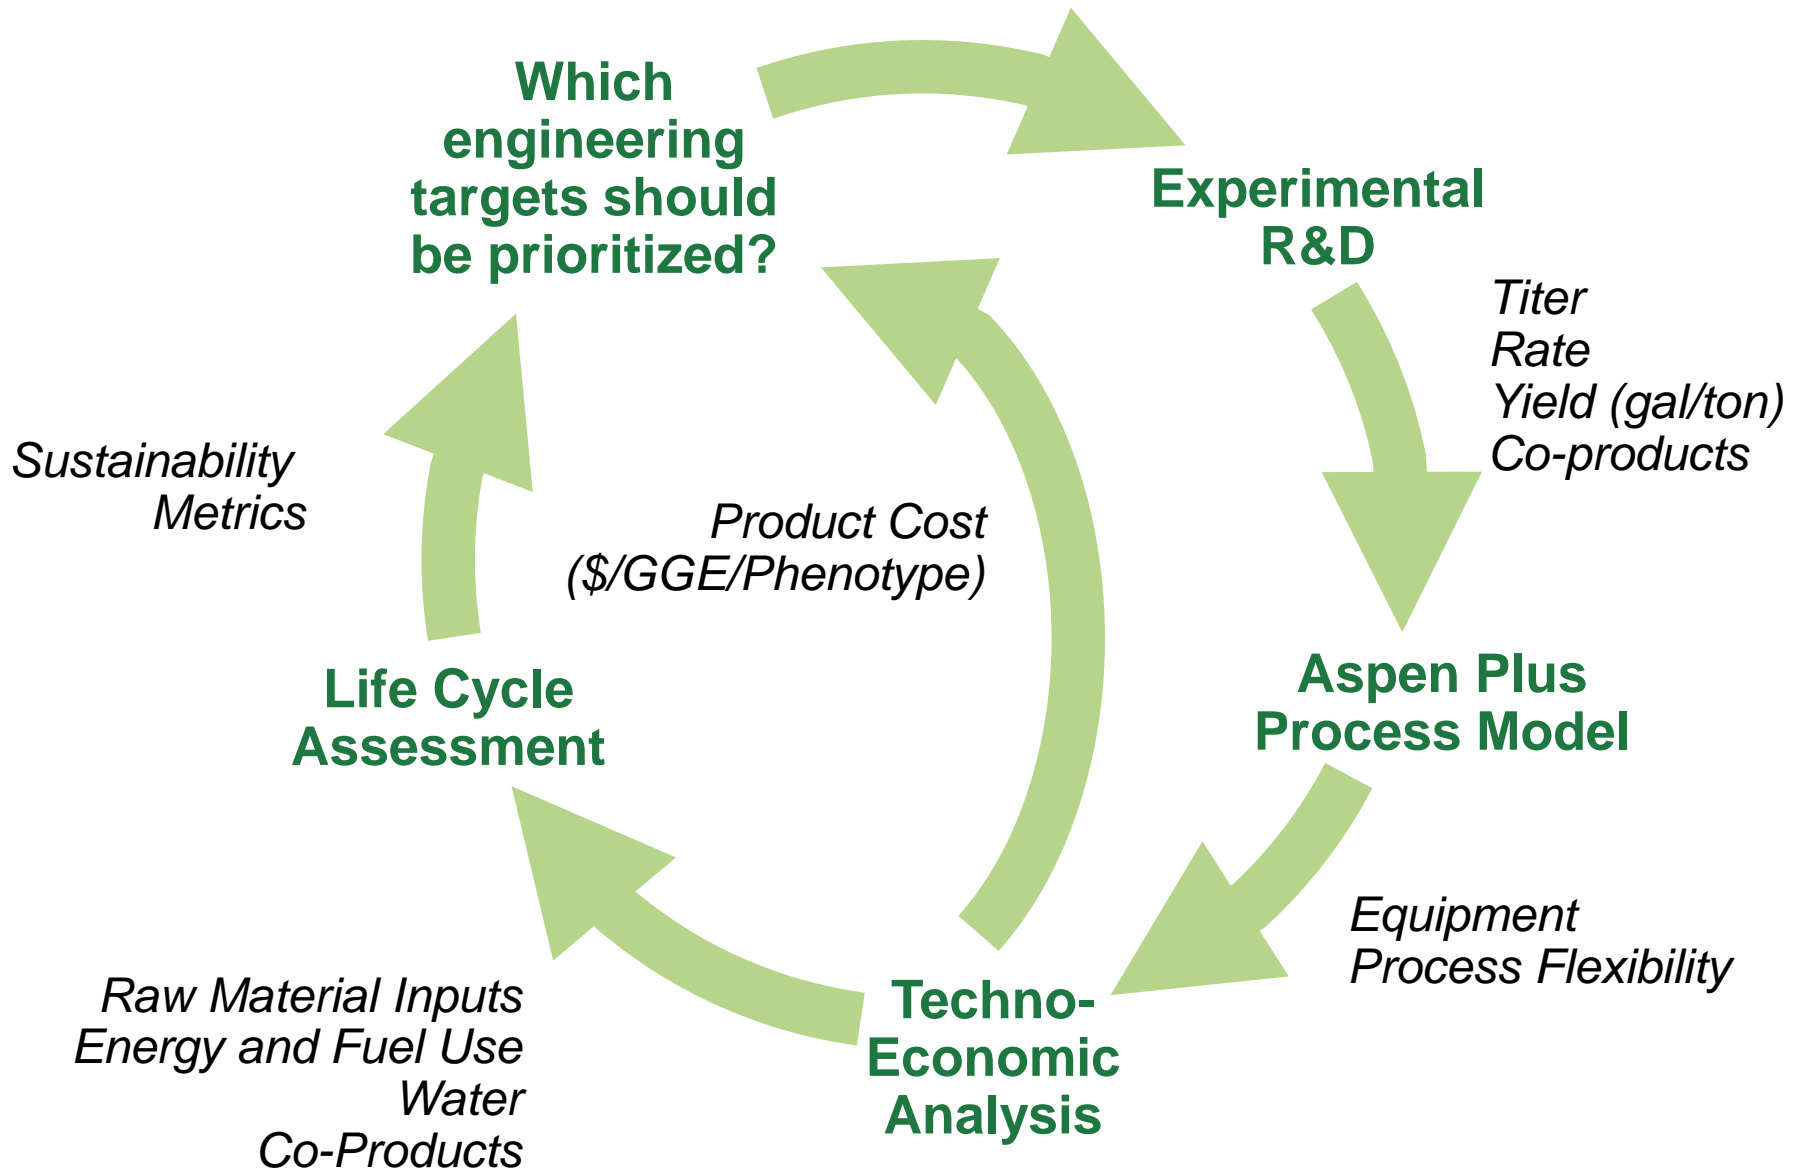 Which
engineering
targets should
be prioritized?
Experimental
R&D
Titer
Rate
Yield (gal/ton)
Co-products
Aspen Plus
Process Model
Equipment
Process Flexibility
Techno-
Economic
Analysis
Product Cost
($/GGE/Phenotype)
Raw Material Inputs
Energy and Fuel Use
Water
Co-Products
Life Cycle
Assessment
Sustainability
Metrics